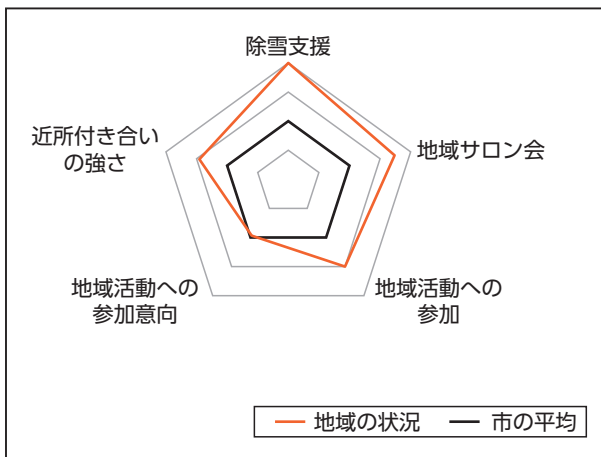 除雪支援
近所付き合い
の強さ
地域サロン会
地域活動への
参加意向
地域活動への
参加
地域の状況
市の平均